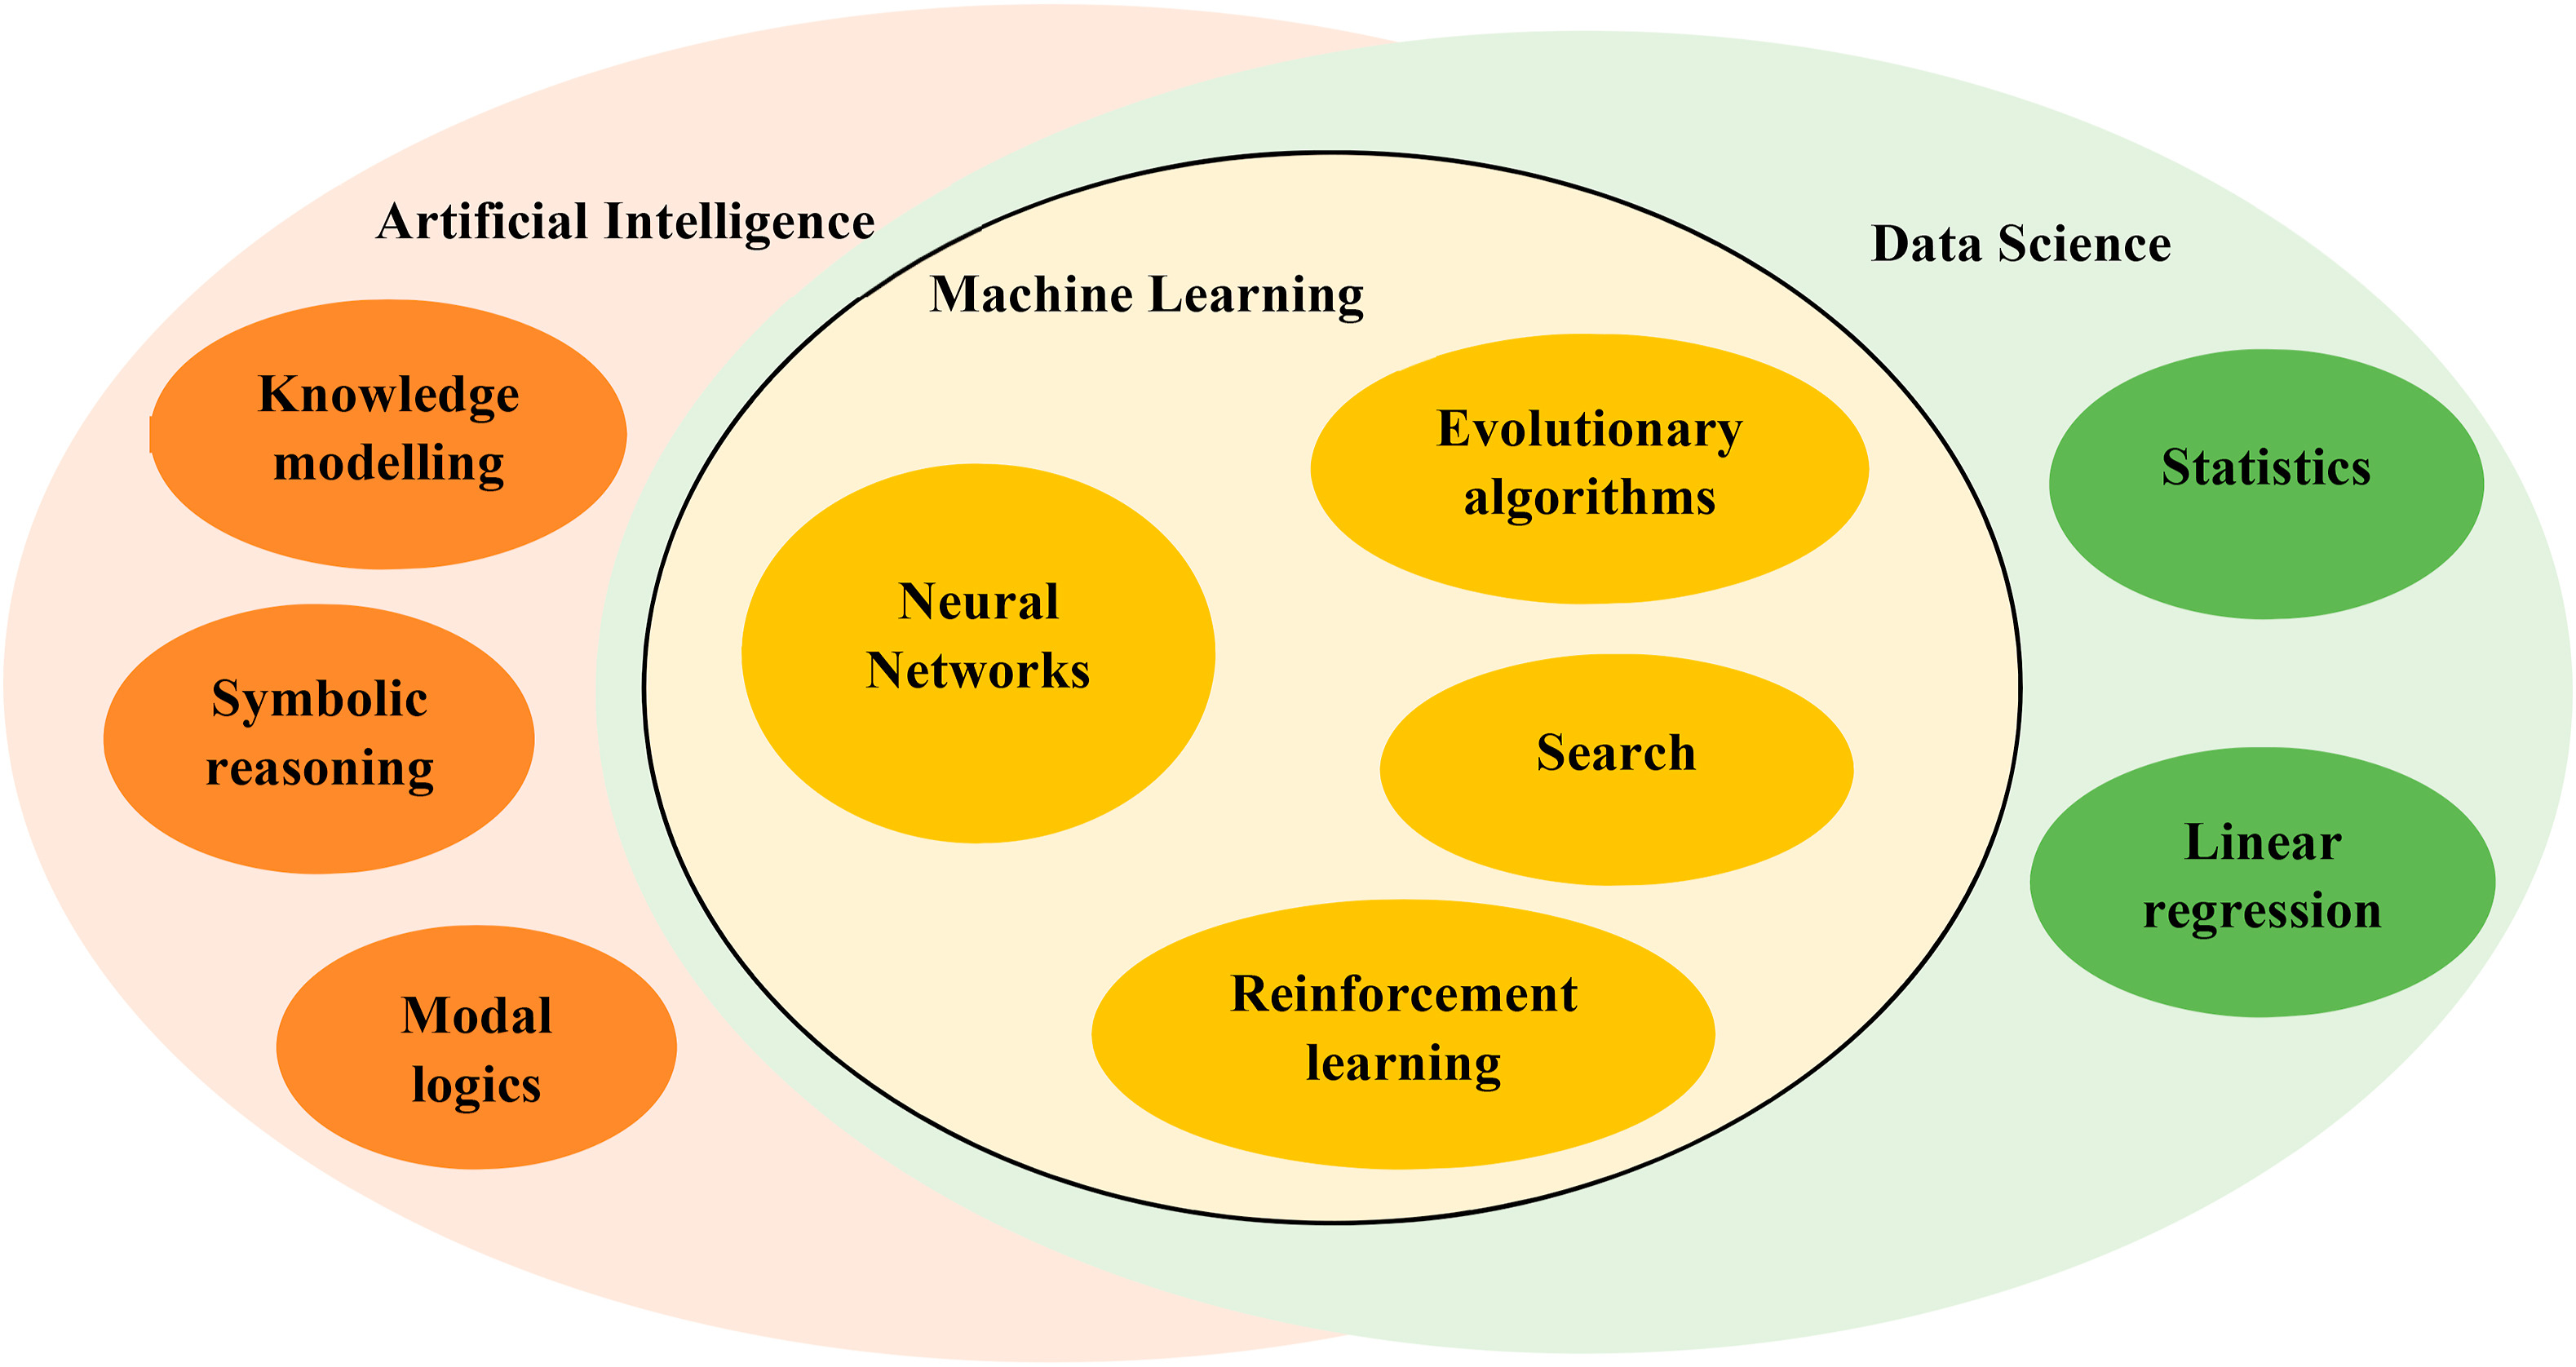 Artificial Intelligence
Knowledge
modelling
Symbolic
reasoning
Modal
logics
Machine Learning
Neural
Networks
Evolutionary
algorithms
Search
Reinforcement
learning
Data Science
Statistics
Linear
regression